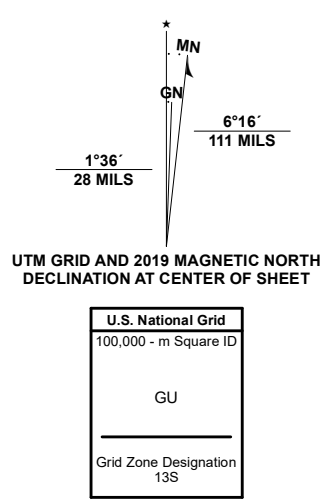 ★
MN
GN
6°16´
111 MILS
1°36´
28 MILS
UTM GRID AND 2019 MAGNETIC NORTH
DECLINATION AT CENTER OF SHEET
U.S. National Grid
100,000 - m Square ID
GU
Grid Zone Designation
13S